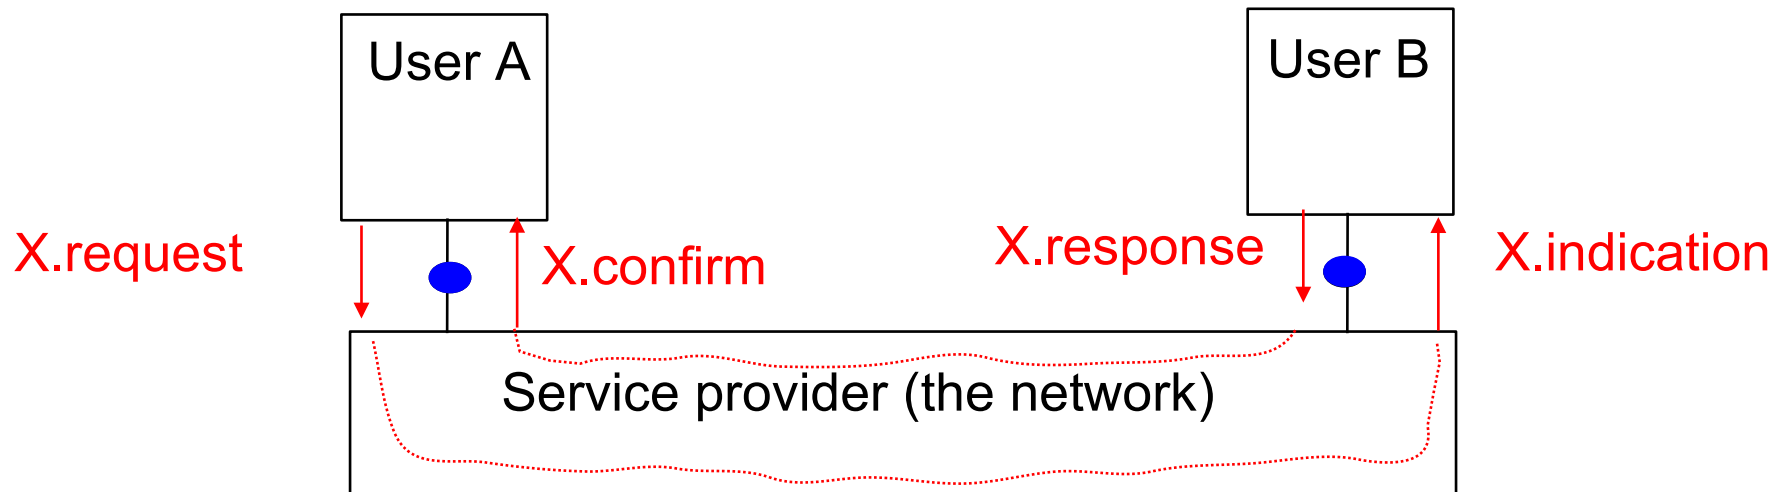 User A
User B
X.request
X.confirm
X.response
X.indication
Service provider (the network)